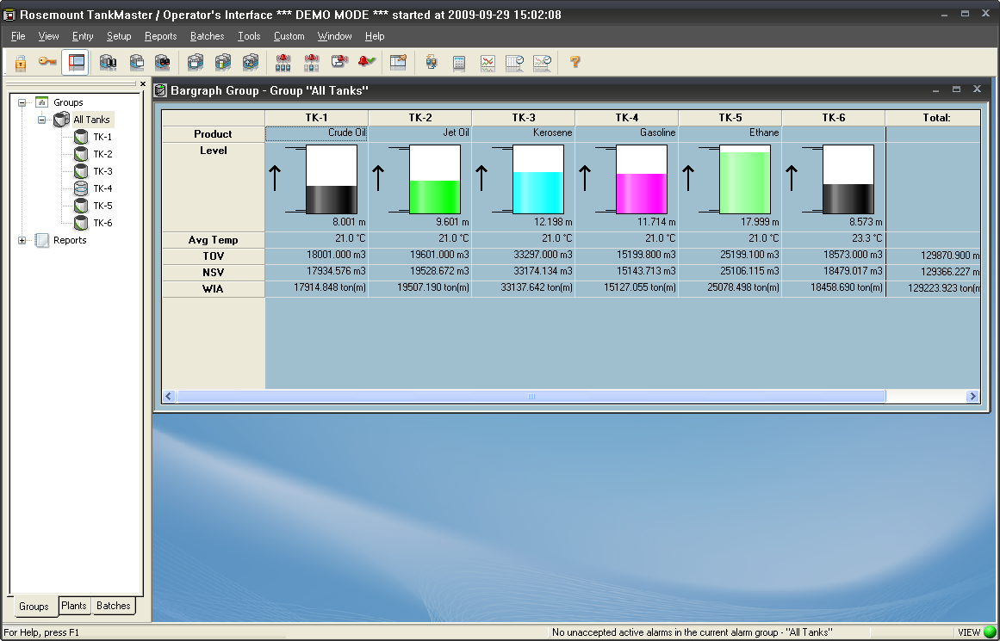 Rosemount TankMaster / Operator's Interface *** DEMO MODE *** started at 2009-09-29 15:02:08
File View Entry Setup Reports Batches Tools Custom Window Help
Groups
All Tanks
TK-1
TK-2
TK-3
TK-4
TK-5
TK-6
Reports
Groups Plants Batches
Bargraph Group - Group "All Tanks"
TK-1 TK-2 TK-3 TK-4 TK-5 TK-6 Total:
Product Crude Oil Jet Oil Kerosene Gasoline Ethane
Level
8.001 m 9.601 m 12.198 m 11.714 m 17.999 m 8.573 m
Avg Temp 21.0 °C 21.0 °C 21.0 °C 21.0 °C 21.0 °C 23.3 °C
TOV 18001.000 m3 19601.000 m3 33297.000 m3 15199.800 m3 25199.100 m3 18573.000 m3 129870.900 m
NSV 17934.576 m3 19528.672 m3 33174.134 m3 15143.713 m3 25106.115 m3 18479.017 m3 129366.227 m
WIA 17914.848 ton(m) 19507.190 ton(m) 33137.642 ton(m) 15127.055 ton(m) 25078.498 ton(m) 18458.690 ton(m) 129223.923 ton(m
For Help, press F1 No unaccepted active alarms in the current alarm group - "All Tanks" VIEW